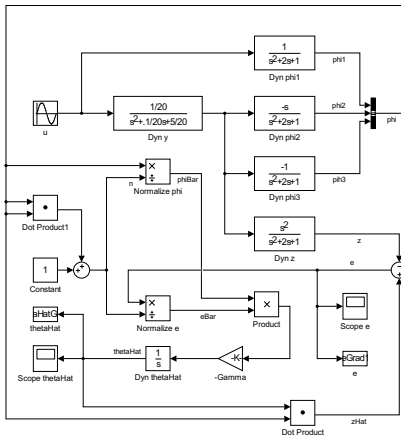 1
s²+2s+1
Dyn phi1
phi1
u
1/20
s²+.1/20s+5/20
Dyn y
-s
s²+2s+1
Dyn phi2
phi2
phi
×
÷
Normalize phi
n
phiBar
-1
s²+2s+1
Dyn phi3
pih3
Dot Product1
s²
s²+2s+1
Dyn z
z
1
Constant
+
+
e
−
+
×
÷
Normalize e
eBar
×
Product
Scope e
aHatG
thetaHat
eGrad1
e
Scope thetaHat
thetaHat
1
s
Dyn thetaHat
-K-
-Gamma
Dot Product
zHat